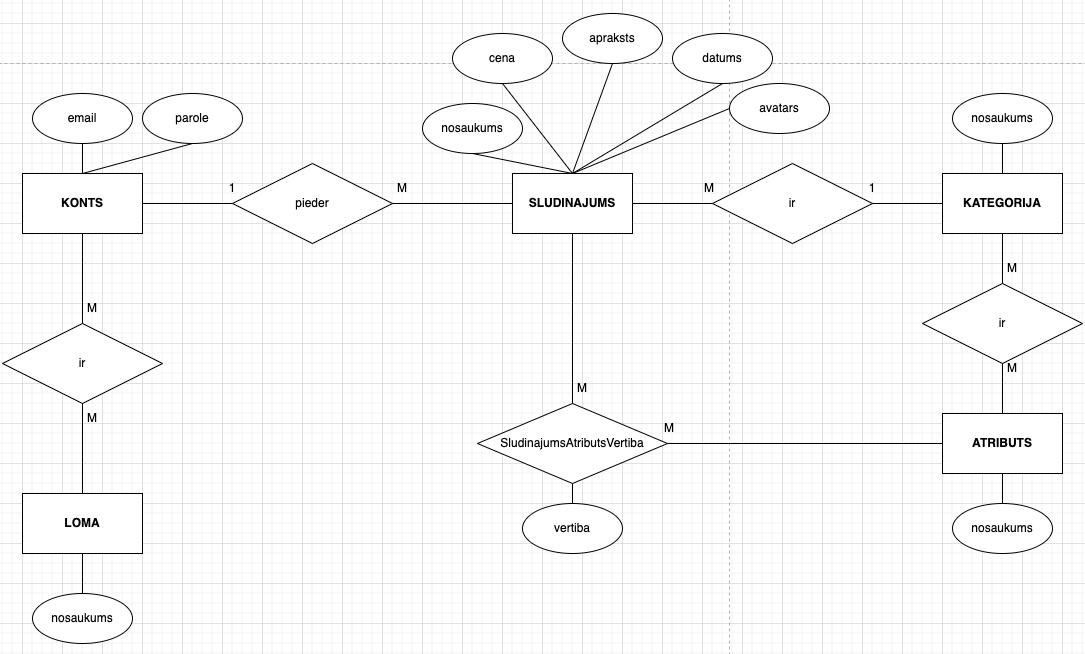 apraksts
cena
datums
avatars
email
parole
nosaukums
nosaukums
KONTS
1
pieder
M
SLUDINAJUMS
M
ir
1
KATEGORIJA
M
ir
M
M
ir
M
M
SludinajumsAtributsVertiba
M
ATRIBUTS
LOMA
vertiba
nosaukums
nosaukums